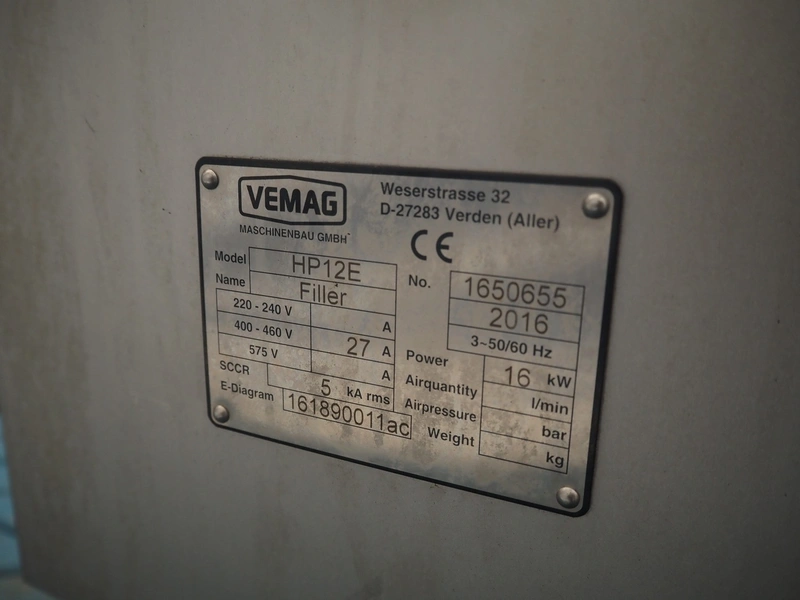 VEMAG
MASCHINENBAU GMBH
Weserstrasse 32
D-27283 Verden (Aller)
CE
Model HP12E
Name Filler
220 - 240 V A
400 - 460 V 27 A
575 V A
SCCR 5 kA rms
E-Diagram 161890011ac
No. 1650655
2016
3~50/60 Hz
Power 16 kW
Airquantity l/min
Airpressure bar
Weight kg